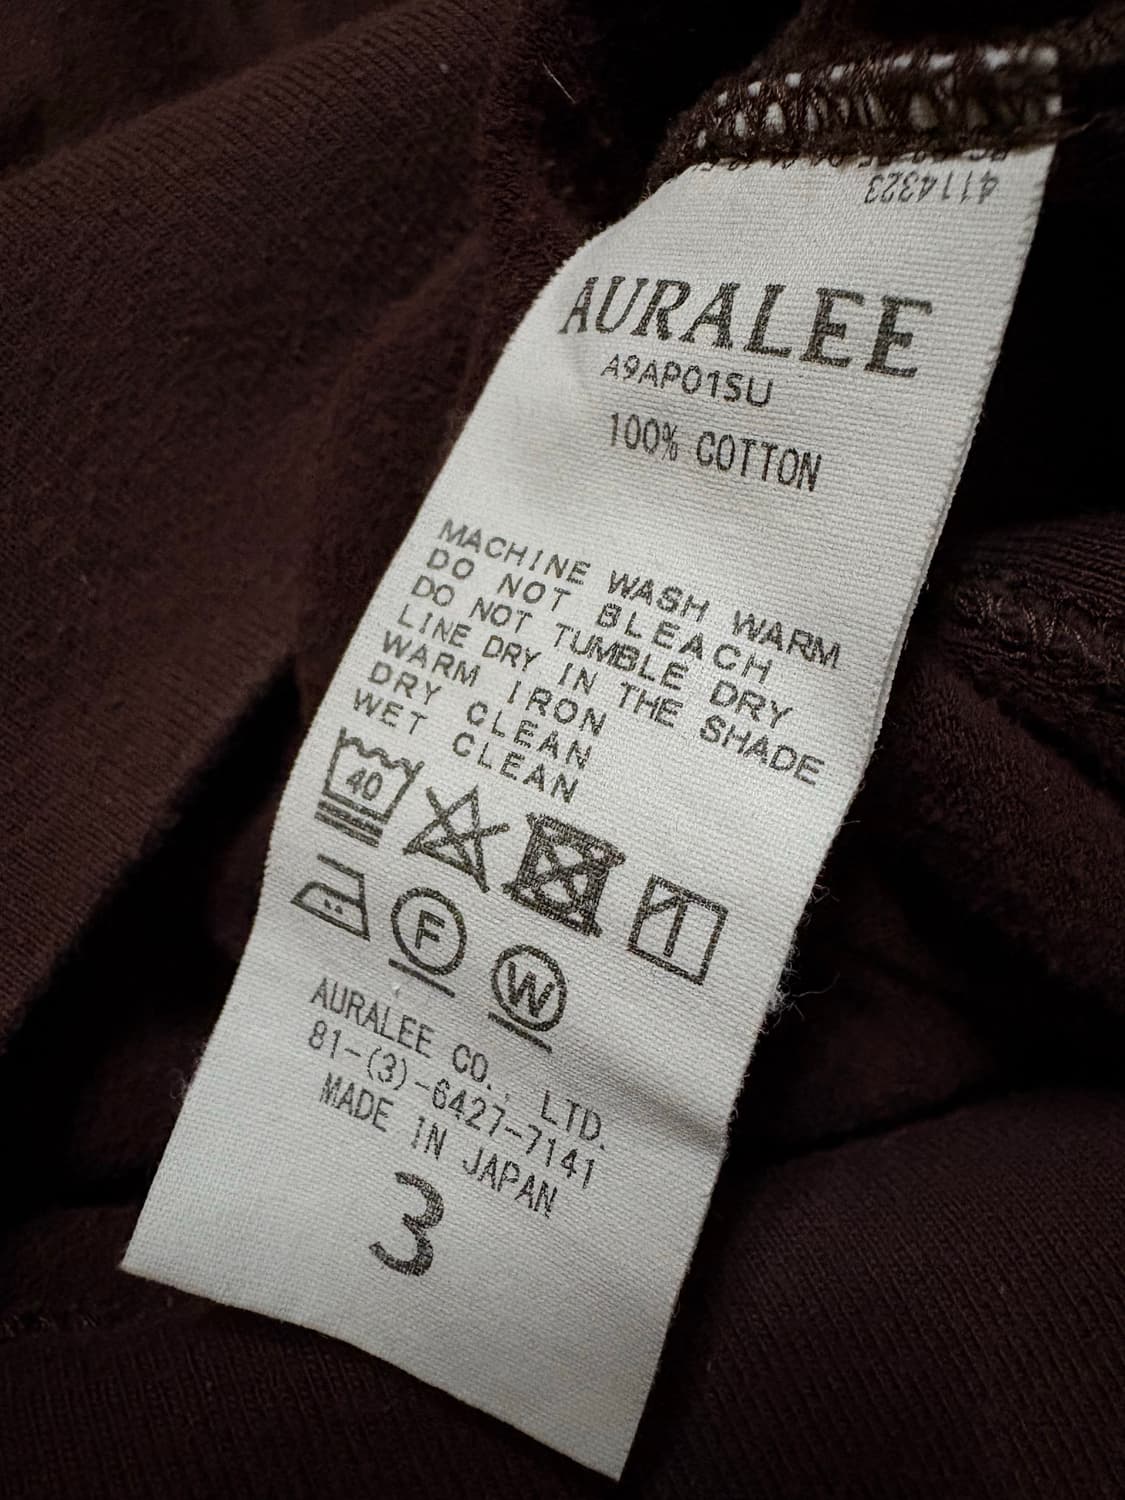 4114323
AURALEE
A9AP01SU
100% COTTON
MACHINE WASH WARM
DO NOT BLEACH
DO NOT TUMBLE DRY
LINE DRY IN THE SHADE
WARM IRON
DRY CLEAN
WET CLEAN
40
F
W
AURALEE CO., LTD.
81-(3)-6427-7141
MADE IN JAPAN
3